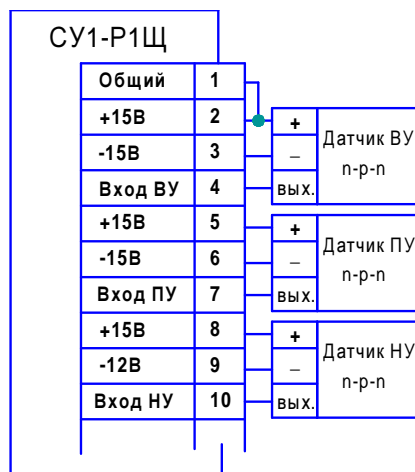 СУ1-Р1Щ
Общий 1
+15В 2
-15В 3
Вход ВУ 4
+15В 5
-15В 6
Вход ПУ 7
+15В 8
-12В 9
Вход НУ 10
+ Датчик ВУ
–
n-p-n
вых.
+ Датчик ПУ
–
n-p-n
вых.
+ Датчик НУ
–
n-p-n
вых.